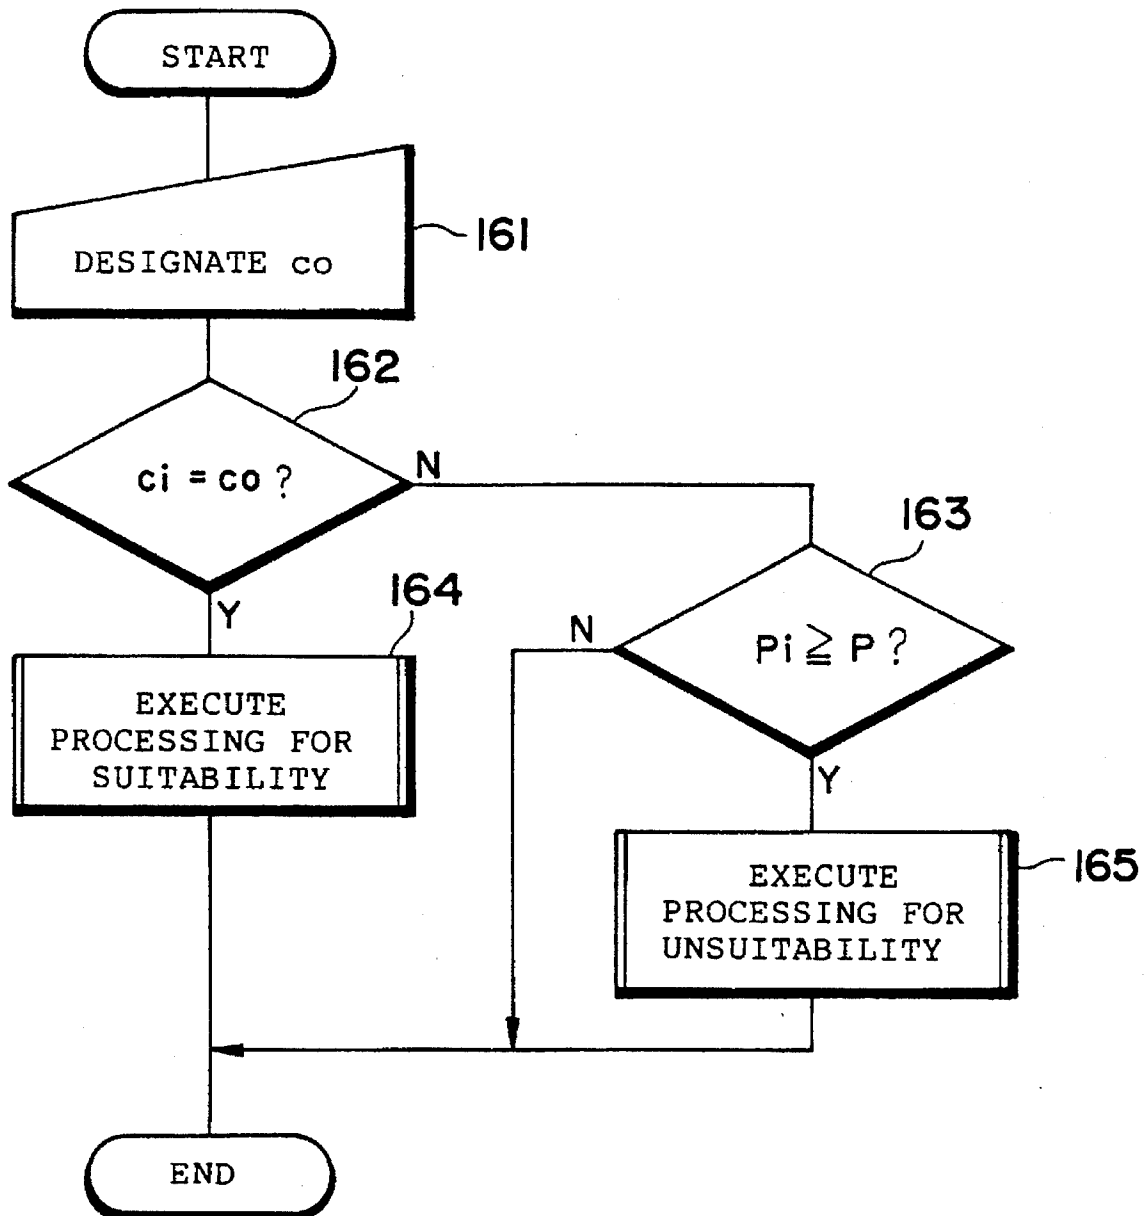 START
161
DESIGNATE co
162
ci = co ?
N
163
164
Y
N
Pi ≧ P ?
EXECUTE
PROCESSING FOR
SUITABILITY
Y
165
EXECUTE
PROCESSING FOR
UNSUITABILITY
END